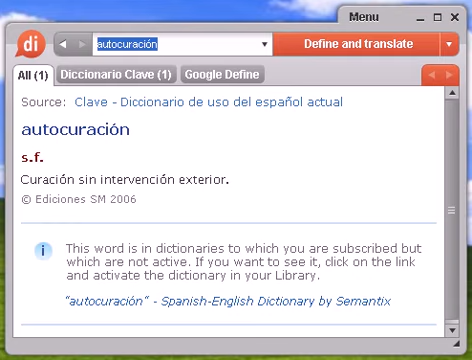 Menu
di
autocuración
Define and translate
All (1)
Diccionario Clave (1)
Google Define
Source: Clave - Diccionario de uso del español actual
autocuración
s.f.
Curación sin intervención exterior.
© Ediciones SM 2006
i
This word is in dictionaries to which you are subscribed but
which are not active. If you want to see it, click on the link
and activate the dictionary in your Library.
"autocuración" - Spanish-English Dictionary by Semantix